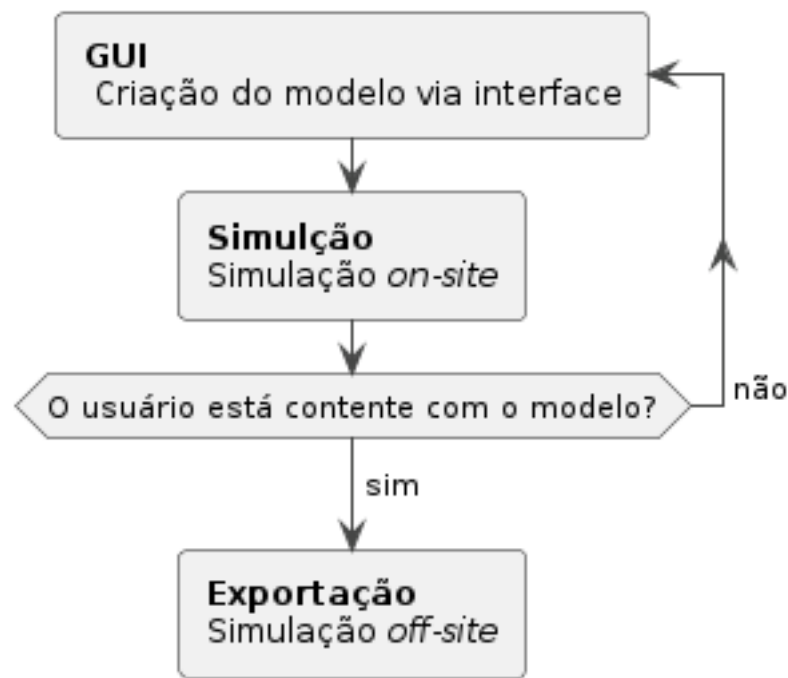 GUI
Criação do modelo via interface
Simulção
Simulação on-site
O usuário está contente com o modelo?
não
sim
Exportação
Simulação off-site